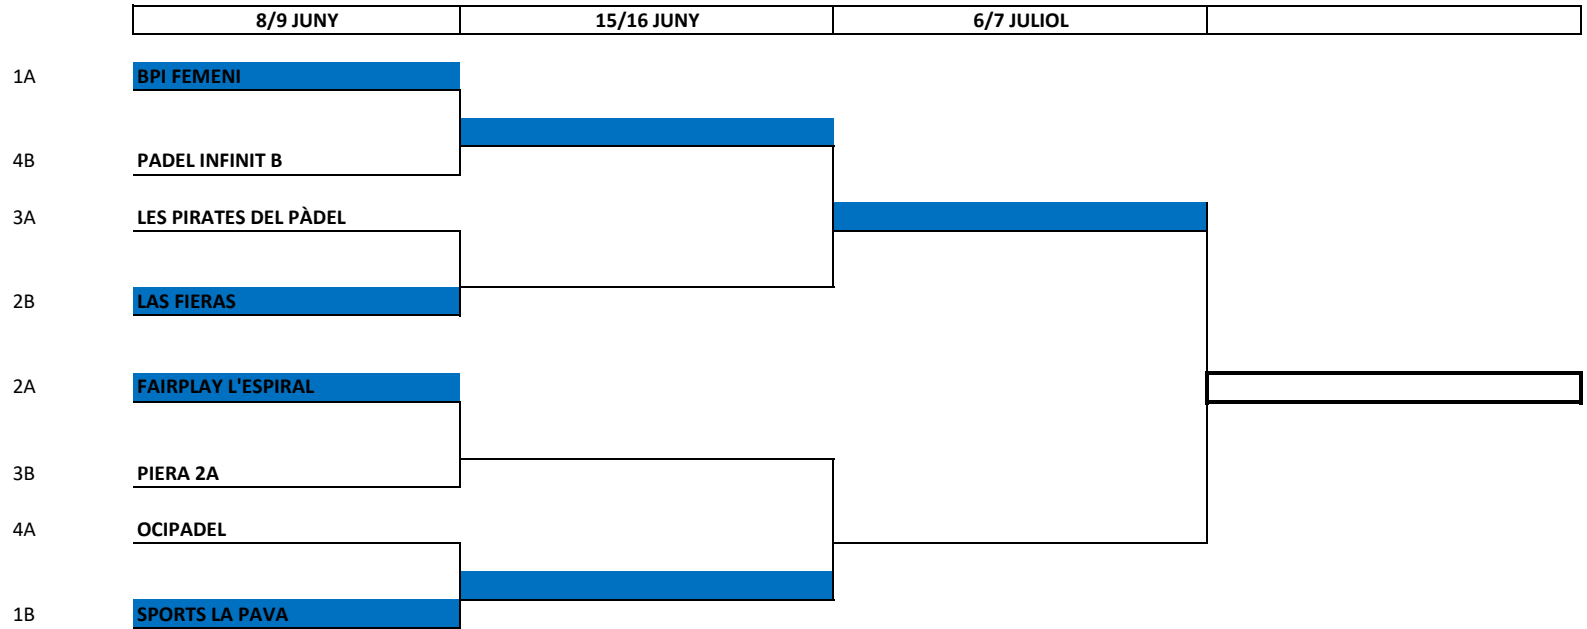 8/9 JUNY 15/16 JUNY 6/7 JULIOL
1A BPI FEMENI
4B PADEL INFINIT B
3A LES PIRATES DEL PÀDEL
2B LAS FIERAS
2A FAIRPLAY L'ESPIRAL
3B PIERA 2A
4A OCIPADEL
1B SPORTS LA PAVA